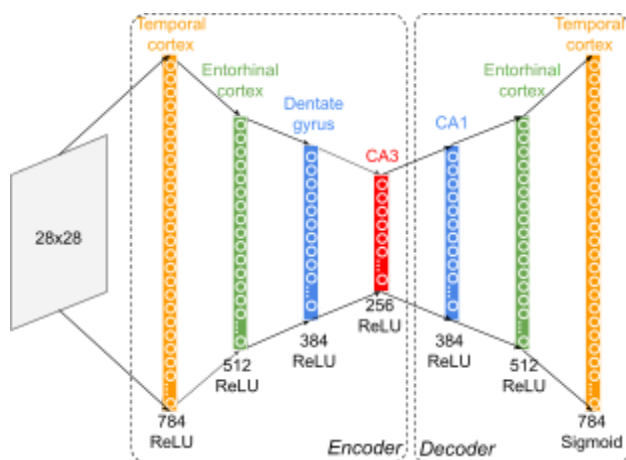 Temporal
cortex
Entorhinal
cortex
Dentate
gyrus
CA3
CA1
Entorhinal
cortex
Temporal
cortex
28x28
784
ReLU
512
ReLU
384
ReLU
256
ReLU
384
ReLU
512
ReLU
784
Sigmoid
Encoder
Decoder